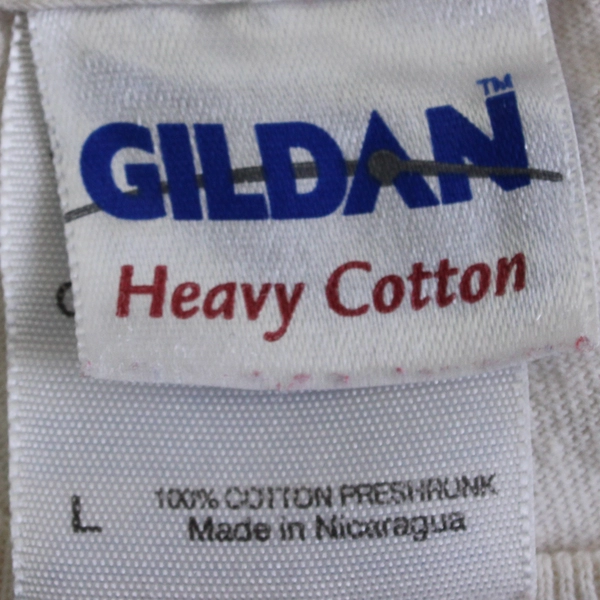 GILDAN™
Heavy Cotton
L
100% COTTON PRESHRUNK
Made in Nicaragua